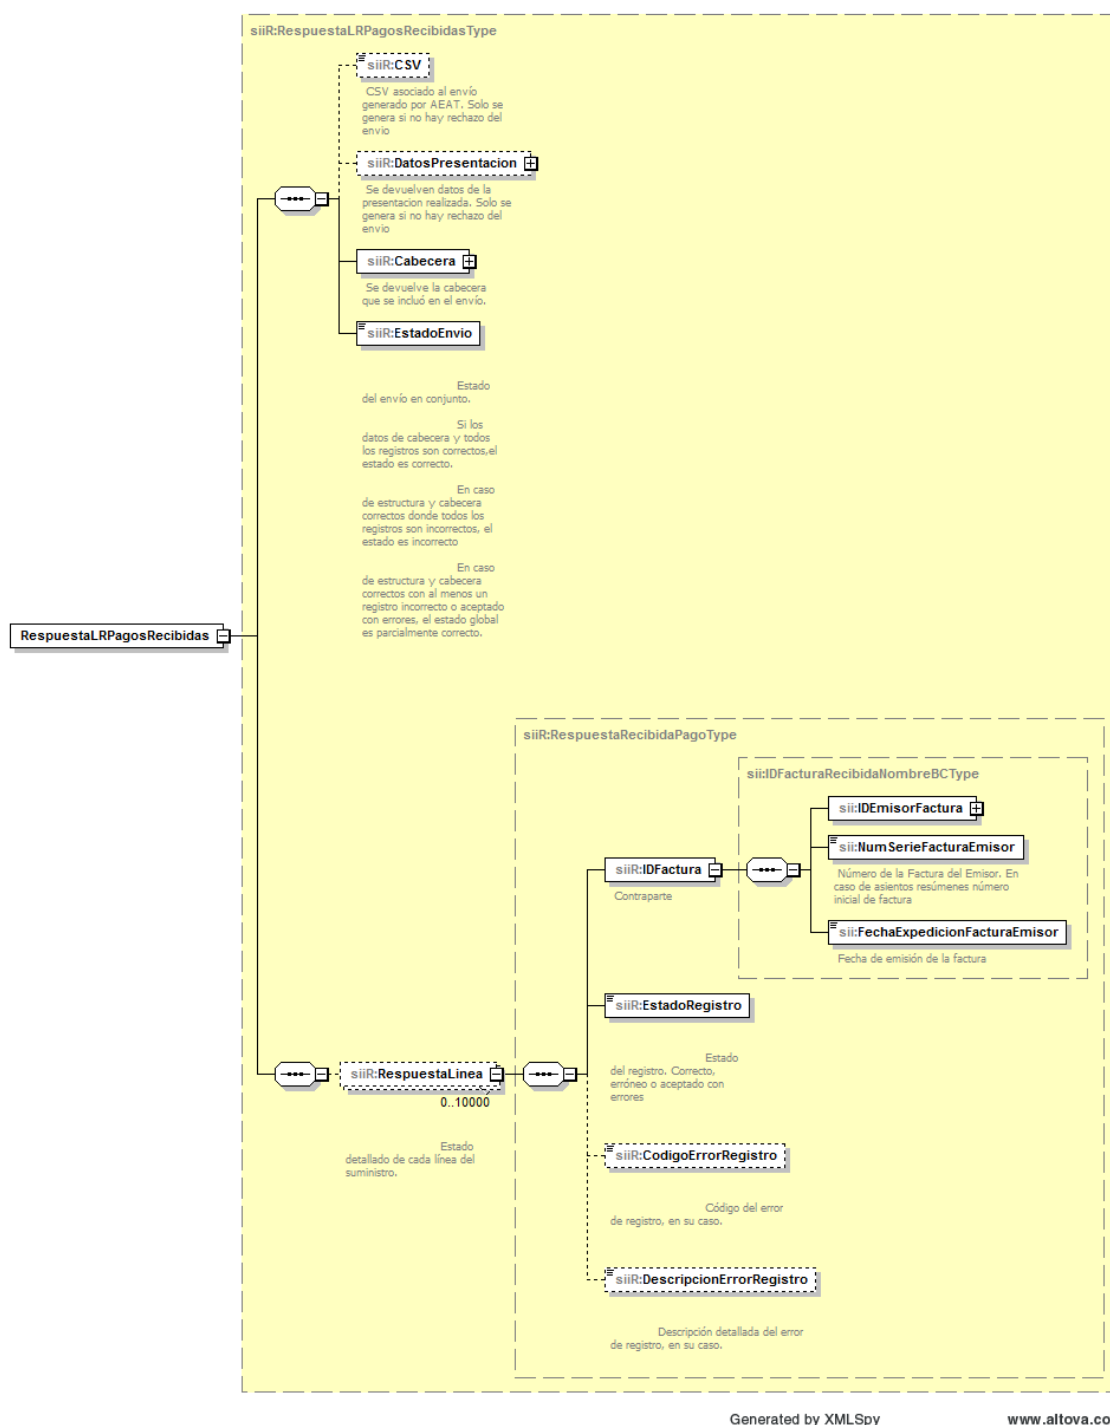 siiR:RespuestaLRPagosRecibidasType
siiR:CSV
CSV asociado al envío
generado por AEAT. Solo se
genera si no hay rechazo del
envio
siiR:DatosPresentacion
Se devuelven datos de la
presentacion realizada. Solo se
genera si no hay rechazo del
envio
siiR:Cabecera
Se devuelve la cabecera
que se incluó en el envío.
siiR:EstadoEnvio
Estado
del envío en conjunto.
Si los
datos de cabecera y todos
los registros son correctos,el
estado es correcto.
En caso
de estructura y cabecera
correctos donde todos los
registros son incorrectos, el
estado es incorrecto
En caso
de estructura y cabecera
correctos con al menos un
registro incorrecto o aceptado
con errores, el estado global
es parcialmente correcto.
RespuestaLRPagosRecibidas
siiR:RespuestaRecibidaPagoType
sii:IDFacturaRecibidaNombreBCType
sii:IDEmisorFactura
sii:NumSerieFacturaEmisor
Número de la Factura del Emisor. En
caso de asientos resúmenes número
inicial de factura
siiR:IDFactura
Contraparte
sii:FechaExpedicionFacturaEmisor
Fecha de emisión de la factura
siiR:EstadoRegistro
Estado
del registro. Correcto,
erróneo o aceptado con
errores
siiR:RespuestaLinea
0..10000
Estado
detallado de cada línea del
suministro.
siiR:CodigoErrorRegistro
Código del error
de registro, en su caso.
siiR:DescripcionErrorRegistro
Descripción detallada del error
de registro, en su caso.
Generated by XMLSpy
www.altova.co